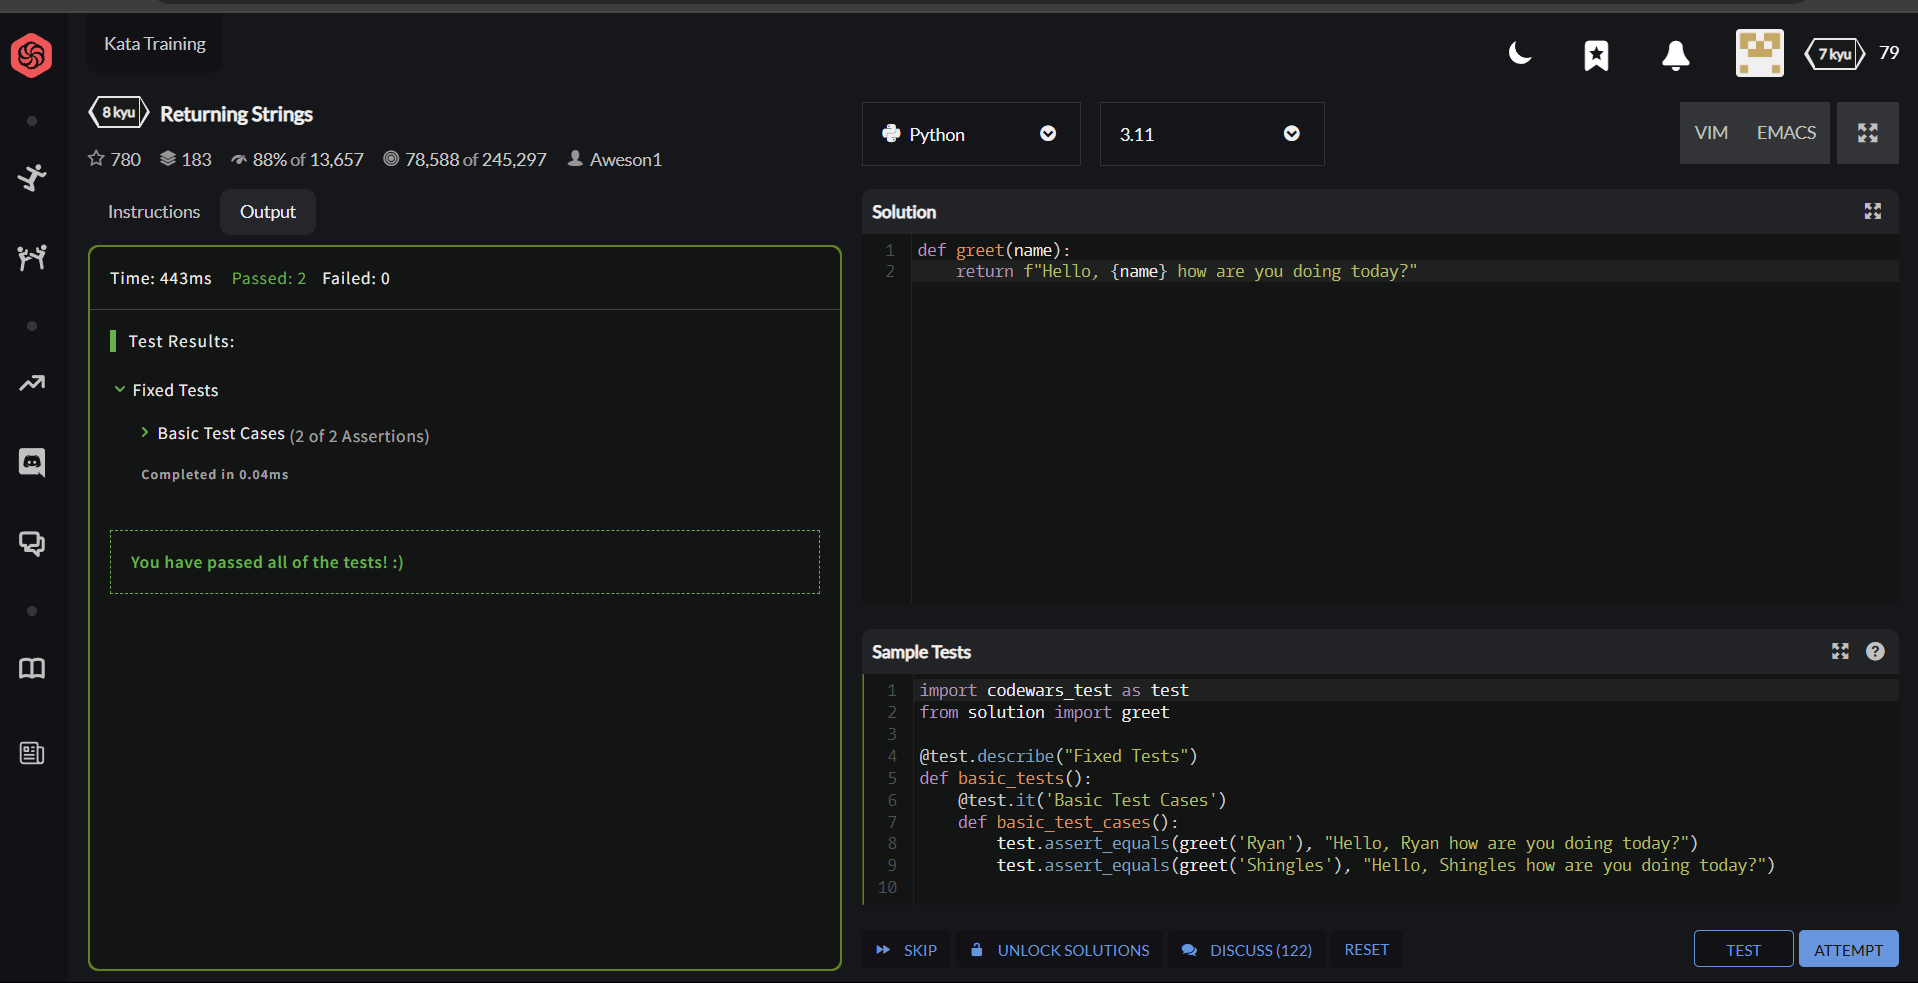 Kata Training
7 kyu 79
8 kyu Returning Strings
780 183 88% of 13,657 78,588 of 245,297 Aweson1
Python 3.11 VIM EMACS
Instructions Output
Time: 443ms Passed: 2 Failed: 0
Test Results:
Fixed Tests
Basic Test Cases (2 of 2 Assertions)
Completed in 0.04ms
You have passed all of the tests! :)
Solution
1 def greet(name):
2     return f"Hello, {name} how are you doing today?"
Sample Tests
1 import codewars_test as test
2 from solution import greet
3
4 @test.describe("Fixed Tests")
5 def basic_tests():
6     @test.it('Basic Test Cases')
7     def basic_test_cases():
8         test.assert_equals(greet('Ryan'), "Hello, Ryan how are you doing today?")
9         test.assert_equals(greet('Shingles'), "Hello, Shingles how are you doing today?")
10
SKIP UNLOCK SOLUTIONS DISCUSS (122) RESET TEST ATTEMPT